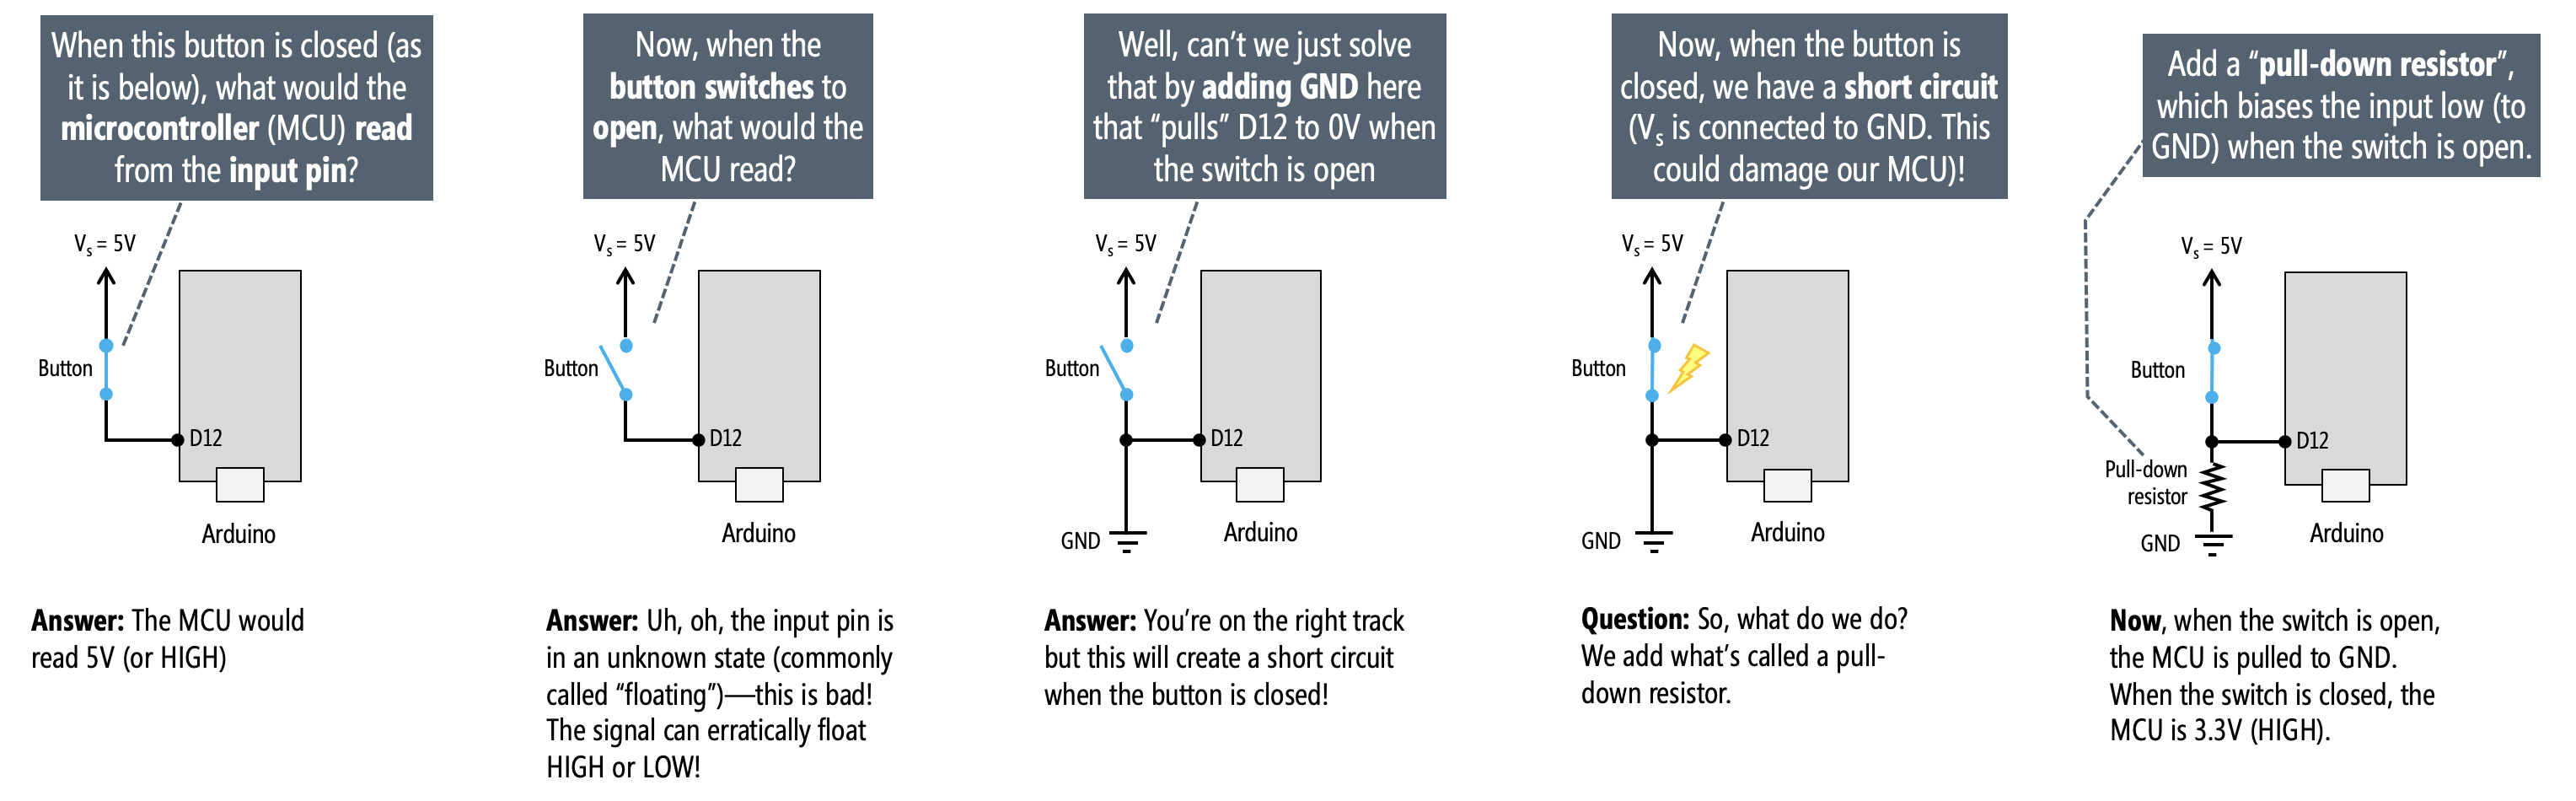 When this button is closed (as
it is below), what would the
microcontroller (MCU) read
from the input pin?
Vs = 5V
Button
D12
Arduino
Answer: The MCU would
read 5V (or HIGH)
Now, when the
button switches to
open, what would the
MCU read?
Vs = 5V
Button
D12
Arduino
Answer: Uh, oh, the input pin is
in an unknown state (commonly
called “floating”)—this is bad!
The signal can erratically float
HIGH or LOW!
Well, can’t we just solve
that by adding GND here
that “pulls” D12 to 0V when
the switch is open
Vs = 5V
Button
D12
GND
Arduino
Answer: You’re on the right track
but this will create a short circuit
when the button is closed!
Now, when the button is
closed, we have a short circuit
(Vs is connected to GND. This
could damage our MCU)!
Vs = 5V
Button
D12
GND
Arduino
Question: So, what do we do?
We add what’s called a pull-
down resistor.
Add a “pull-down resistor”,
which biases the input low (to
GND) when the switch is open.
Vs = 5V
Button
D12
Pull-down
resistor
GND
Arduino
Now, when the switch is open,
the MCU is pulled to GND.
When the switch is closed, the
MCU is 3.3V (HIGH).